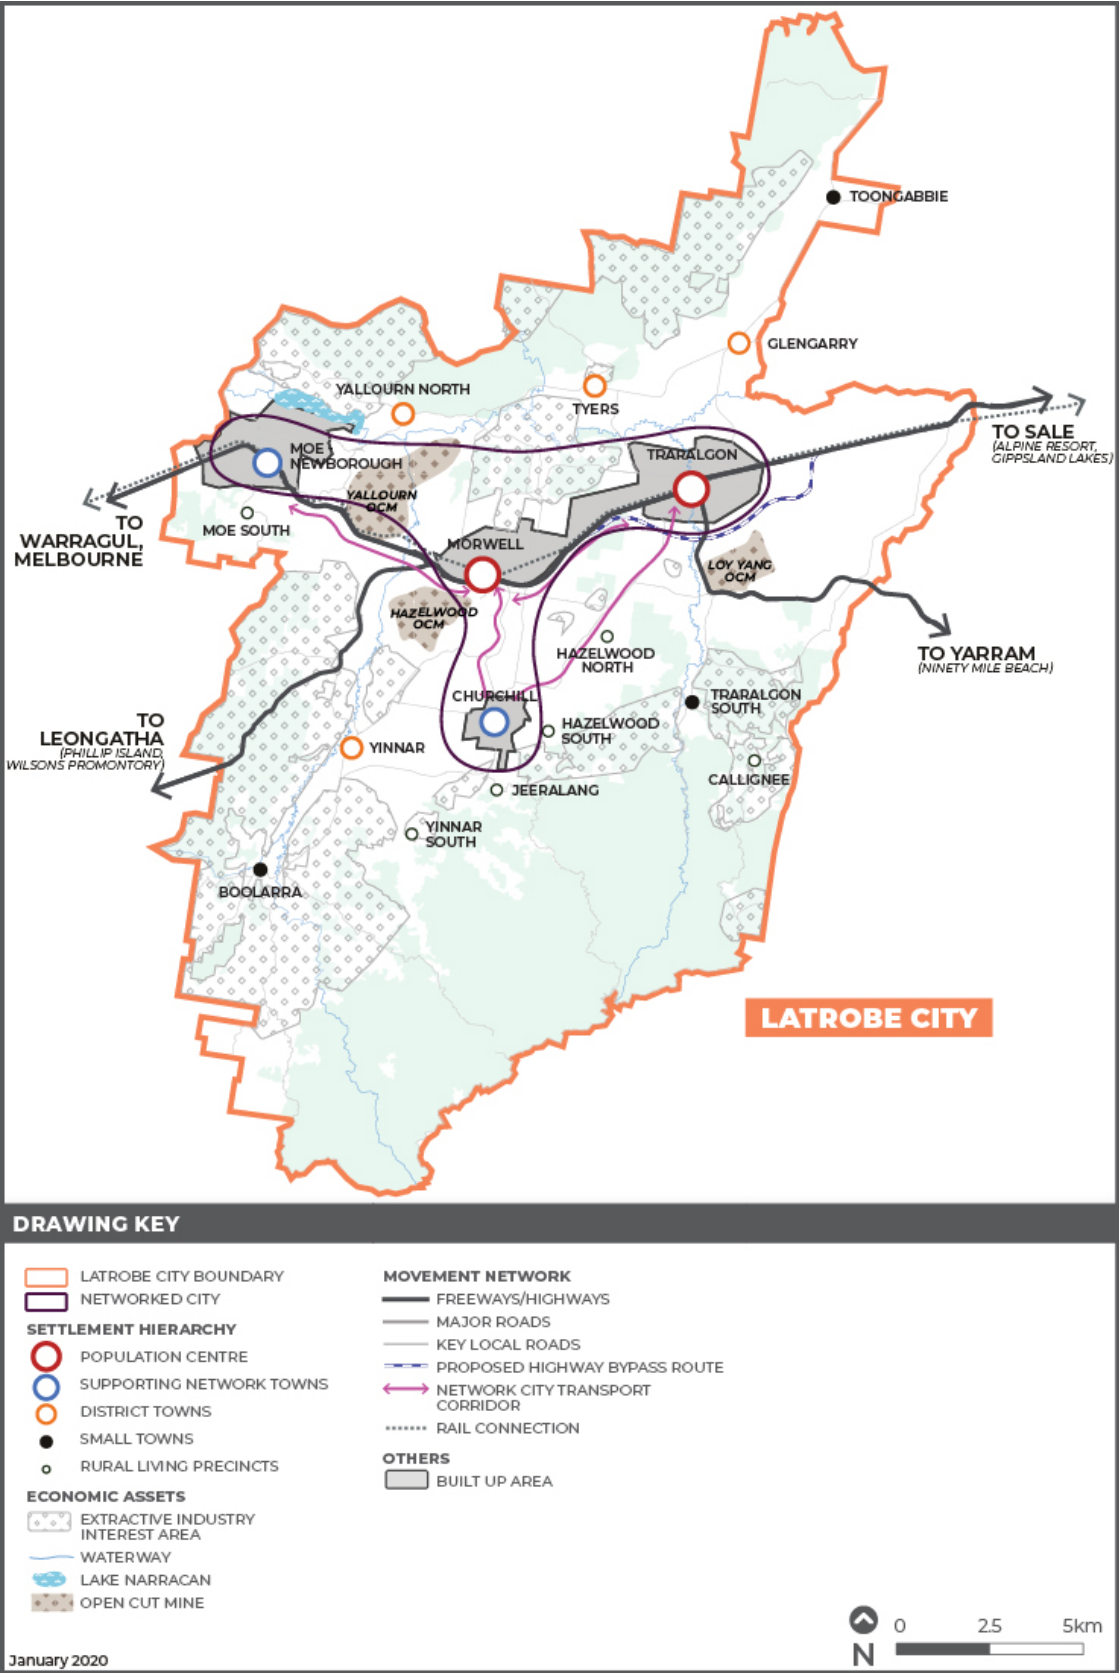 TOONGABBIE
GLENGARRY
YALLOURN NORTH
TYERS
TO SALE
(ALPINE RESORT,
GIPPSLAND LAKES)
MOE
NEWBOROUGH
TRARALGON
YALLOURN
OCM
MOE SOUTH
TO
WARRAGUL,
MELBOURNE
MORWELL
LOY YANG
OCM
HAZELWOOD
OCM
HAZELWOOD
NORTH
TO YARRAM
(NINETY MILE BEACH)
CHURCHILL
TRARALGON
SOUTH
TO
LEONGATHA
(PHILLIP ISLAND,
WILSONS PROMONTORY)
HAZELWOOD
SOUTH
YINNAR
CALLIGNEE
JEERALANG
YINNAR
SOUTH
BOOLARRA
LATROBE CITY
DRAWING KEY
LATROBE CITY BOUNDARY
NETWORKED CITY
SETTLEMENT HIERARCHY
POPULATION CENTRE
SUPPORTING NETWORK TOWNS
DISTRICT TOWNS
SMALL TOWNS
RURAL LIVING PRECINCTS
ECONOMIC ASSETS
EXTRACTIVE INDUSTRY
INTEREST AREA
WATERWAY
LAKE NARRACAN
OPEN CUT MINE
MOVEMENT NETWORK
FREEWAYS/HIGHWAYS
MAJOR ROADS
KEY LOCAL ROADS
PROPOSED HIGHWAY BYPASS ROUTE
NETWORK CITY TRANSPORT
CORRIDOR
RAIL CONNECTION
OTHERS
BUILT UP AREA
0 2.5 5km
N
January 2020